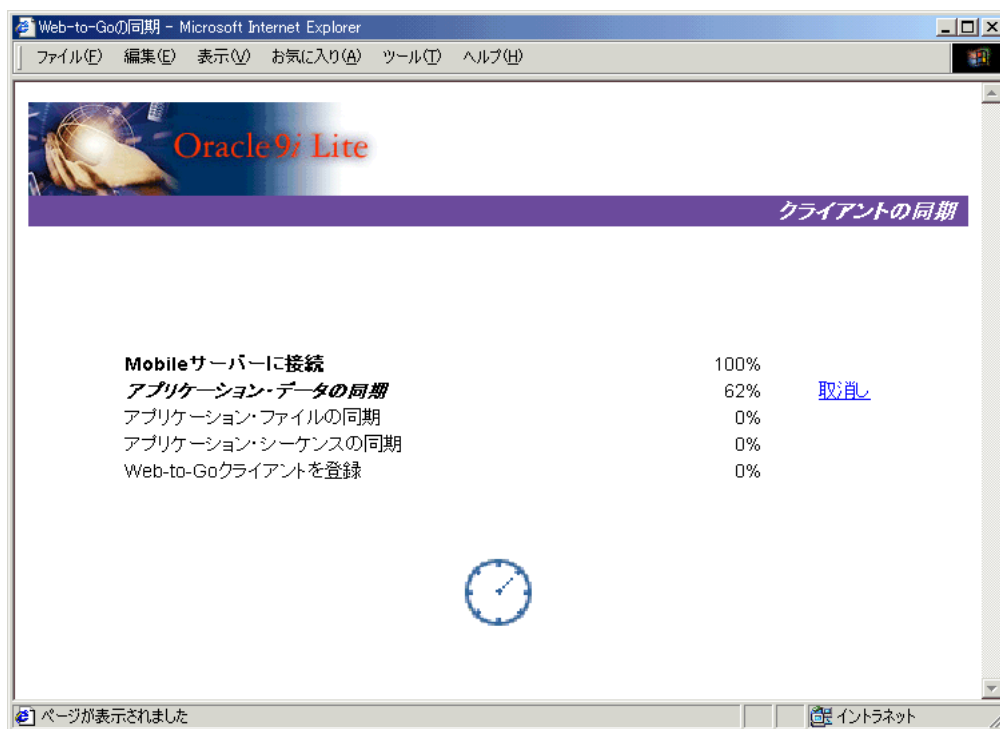 Web-to-Goの同期 - Microsoft Internet Explorer
ファイル(F) 編集(E) 表示(V) お気に入り(A) ツール(T) ヘルプ(H)
Oracle9i Lite
クライアントの同期
Mobileサーバーに接続 100%
アプリケーション・データの同期 62% 取消し
アプリケーション・ファイルの同期 0%
アプリケーション・シーケンスの同期 0%
Web-to-Goクライアントを登録 0%
ページが表示されました イントラネット